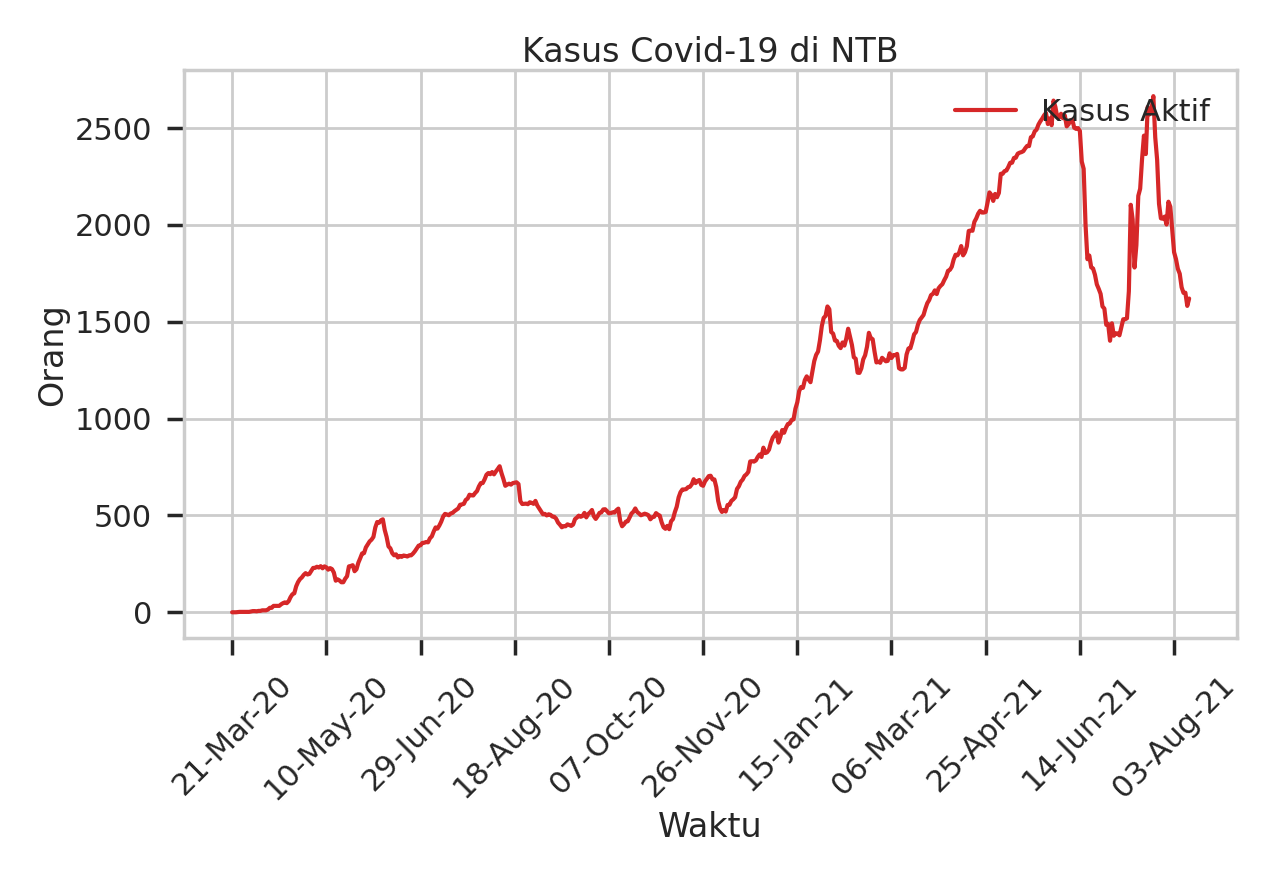 Kasus Covid-19 di NTB
Kasus Aktif
Orang
2500
2000
1500
1000
500
0
21-Mar-20
10-May-20
29-Jun-20
18-Aug-20
07-Oct-20
26-Nov-20
15-Jan-21
06-Mar-21
25-Apr-21
14-Jun-21
03-Aug-21
Waktu